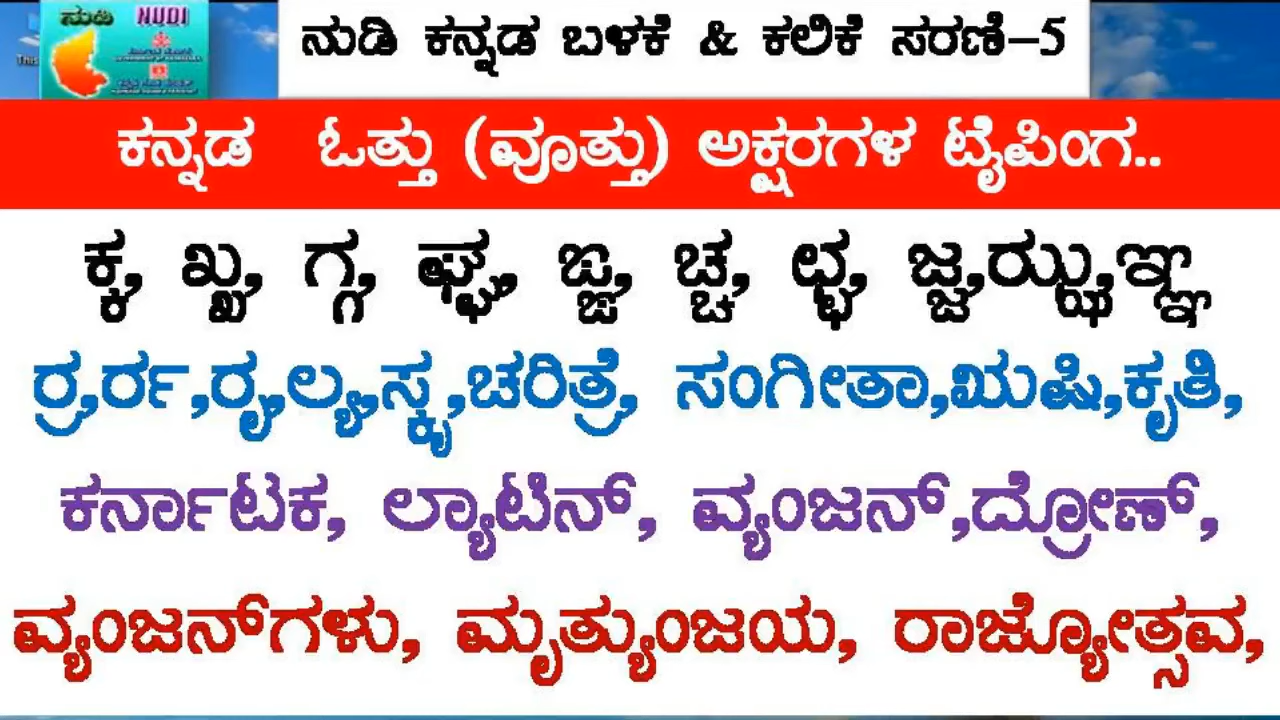 ನುಡಿ NUDI
ನುಡಿ ಕನ್ನಡ ಬಳಕೆ & ಕಲಿಕೆ ಸರಣಿ–5
This
ಕನ್ನಡ ಓತ್ತು (ವೂತ್ತು) ಅಕ್ಷರಗಳ ಟೈಪಿಂಗ..
ಕ್ಕ, ಖ್ಖ, ಗ್ಗ, ಘ್ಘ, ಙ್ಙ, ಚ್ಚ, ಛ್ಛ, ಜ್ಜ,ಝ್ಝ,ಞ್ಞ
ರ‍್ರ,ರ್ರ,ರೃ,ಲ್ಯ,ಸ್ಕೃ,ಚರಿತ್ರೆ, ಸಂಗೀತಾ,ಋಷಿ,ಕೃತಿ,
ಕರ್ನಾಟಕ, ಲ್ಯಾಟಿನ್, ವ್ಯಂಜನ್,ದ್ರೋಣ್,
ವ್ಯಂಜನ್‌ಗಳು, ಮೃತ್ಯುಂಜಯ, ರಾಜ್ಯೋತ್ಸವ,